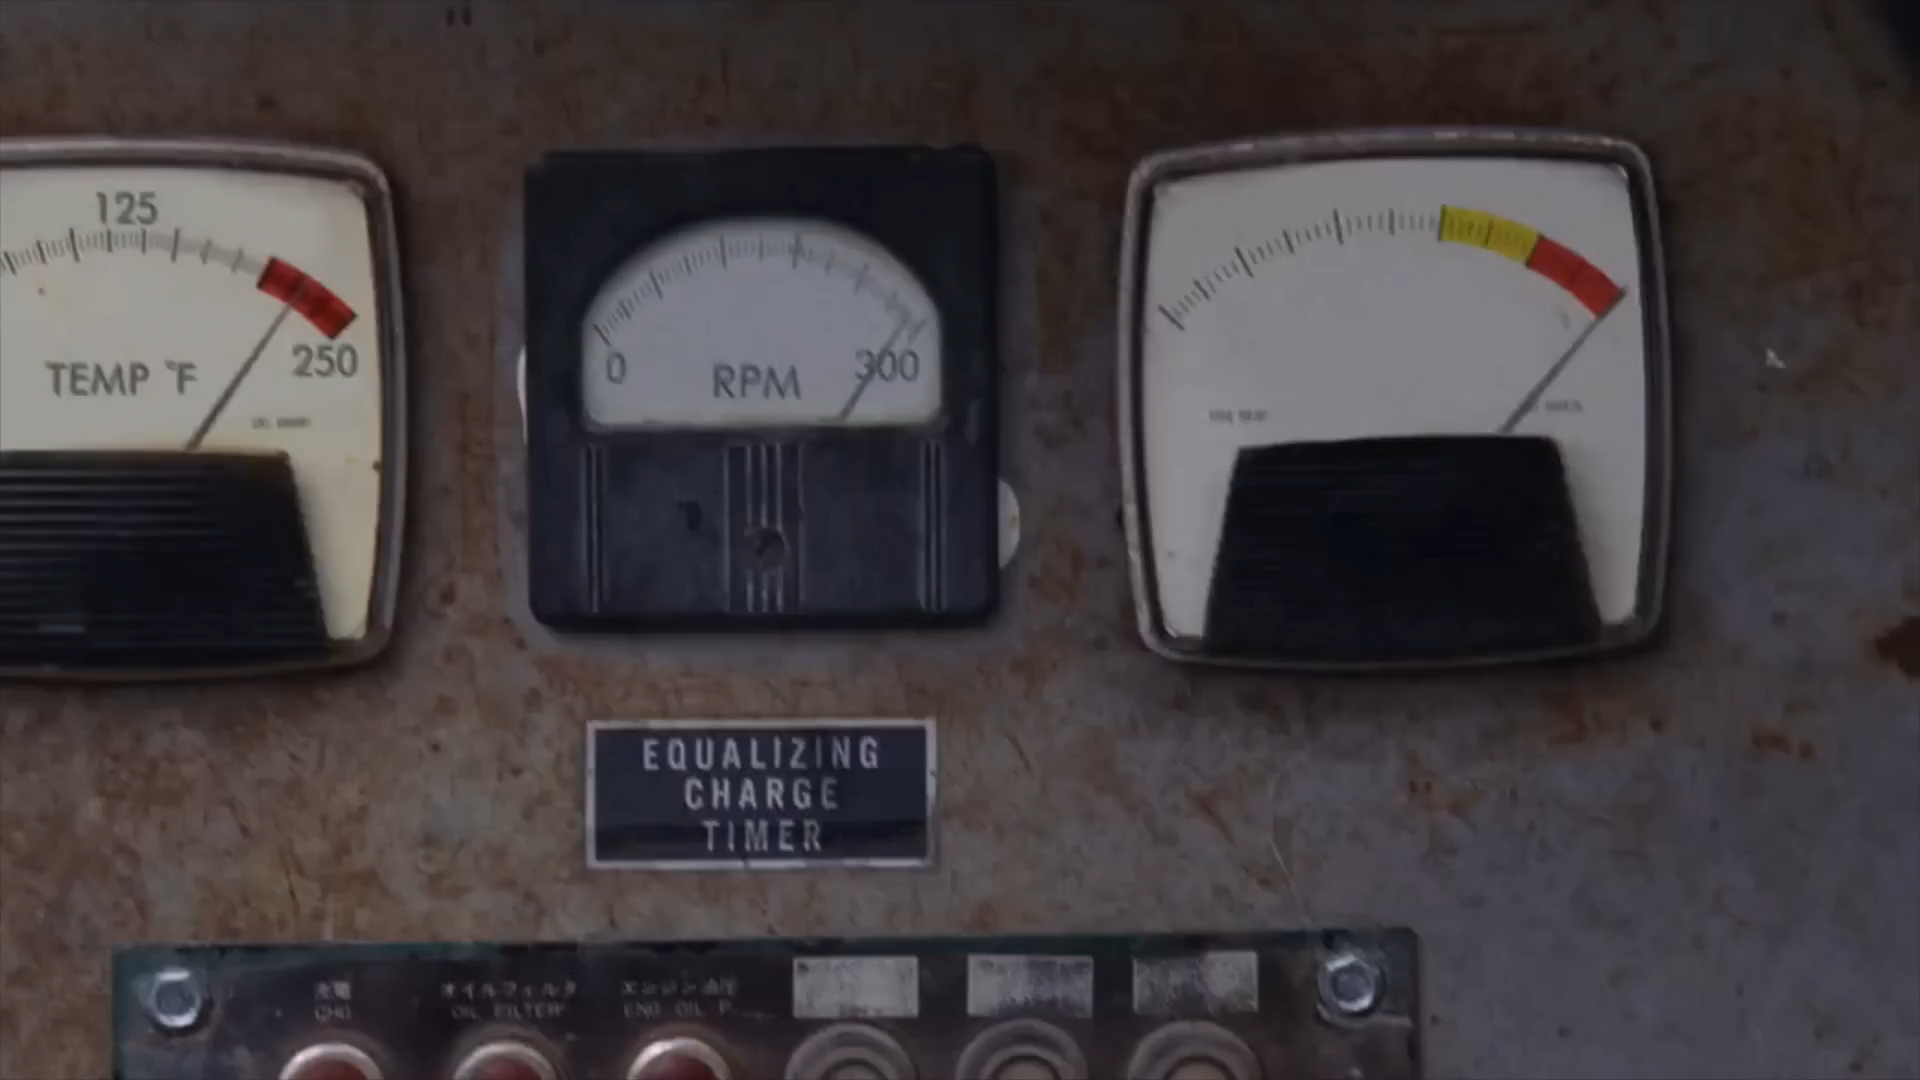 125
250
TEMP °F
0
300
RPM
EQUALIZING
CHARGE
TIMER
充電
CHG
オイルフィルタ
OIL FILTER
エンジン油圧
ENG OIL P